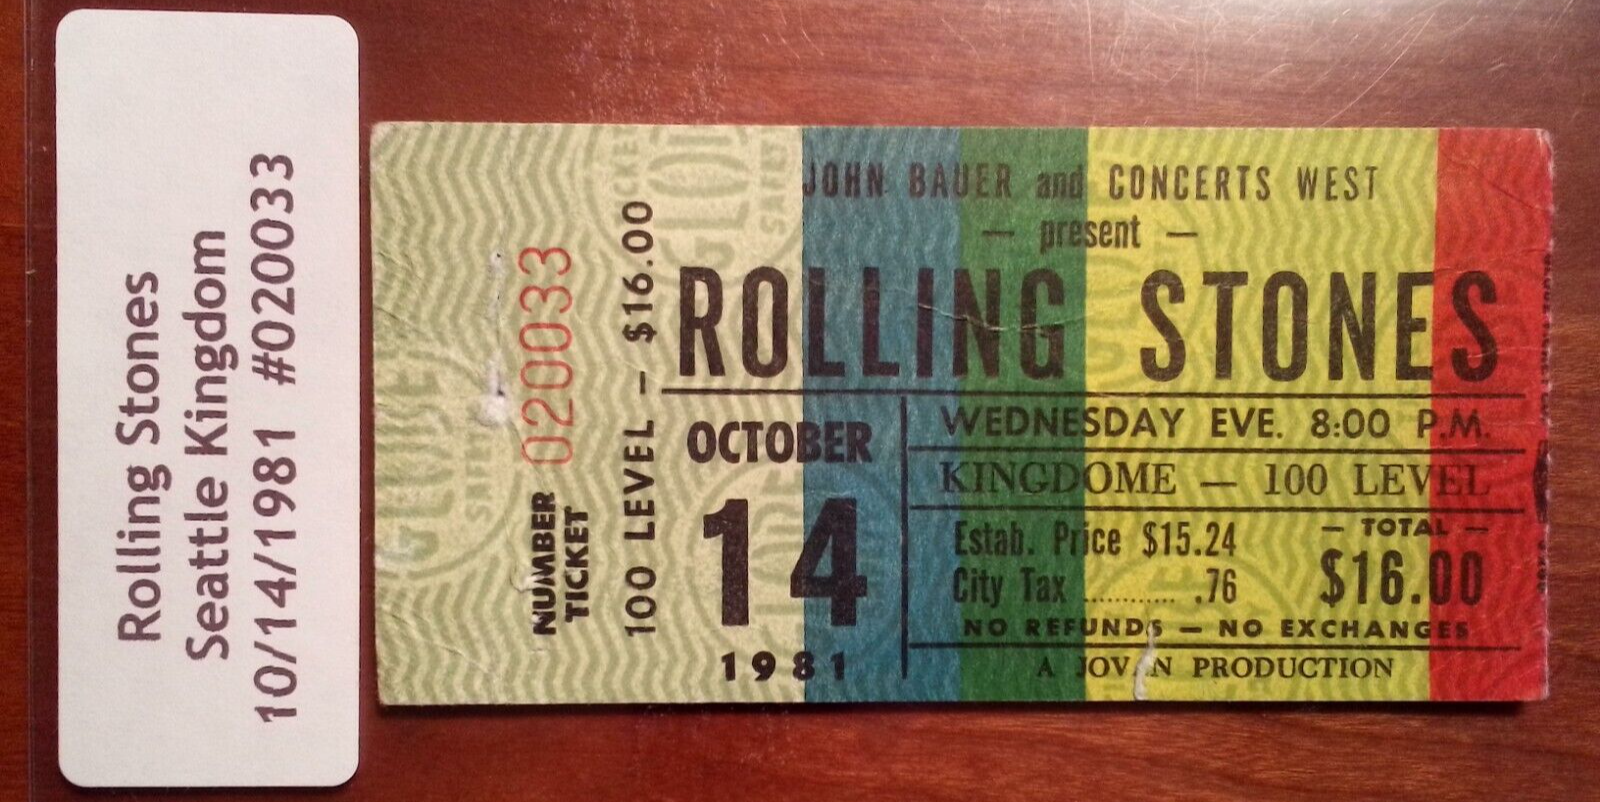 Rolling Stones
Seattle Kingdom
10/14/1981 #020033
NUMBER 020033
TICKET
100 LEVEL — $16.00
JOHN BAUER and CONCERTS WEST
— present —
ROLLING STONES
OCTOBER
14
1981
WEDNESDAY EVE. 8:00 P.M.
KINGDOME — 100 LEVEL
Estab. Price $15.24
City Tax ............ .76
— TOTAL —
$16.00
NO REFUNDS — NO EXCHANGES
A JOVAN PRODUCTION